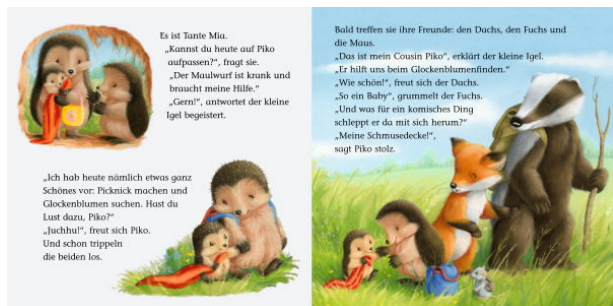 Es ist Tante Mia.
„Kannst du heute auf Piko
aufpassen?“, fragt sie.
„Der Maulwurf ist krank und
braucht meine Hilfe.“
„Gern!“, antwortet der kleine
Igel begeistert.
„Ich hab heute nämlich etwas ganz
Schönes vor: Picknick machen und
Glockenblumen suchen. Hast du
Lust dazu, Piko?“
„Juchhu!“, freut sich Piko.
Und schon trippeln
die beiden los.
Bald treffen sie ihre Freunde: den Dachs, den Fuchs und
die Maus.
„Das ist mein Cousin Piko“, erklärt der kleine Igel.
„Er hilft uns beim Glockenblumenfinden.“
„Wie schön!“, freut sich der Dachs.
„So ein Baby“, grummelt der Fuchs.
„Und was für ein komisches Ding
schleppt er da mit sich herum?“
„Meine Schmusedecke!“,
sagt Piko stolz.